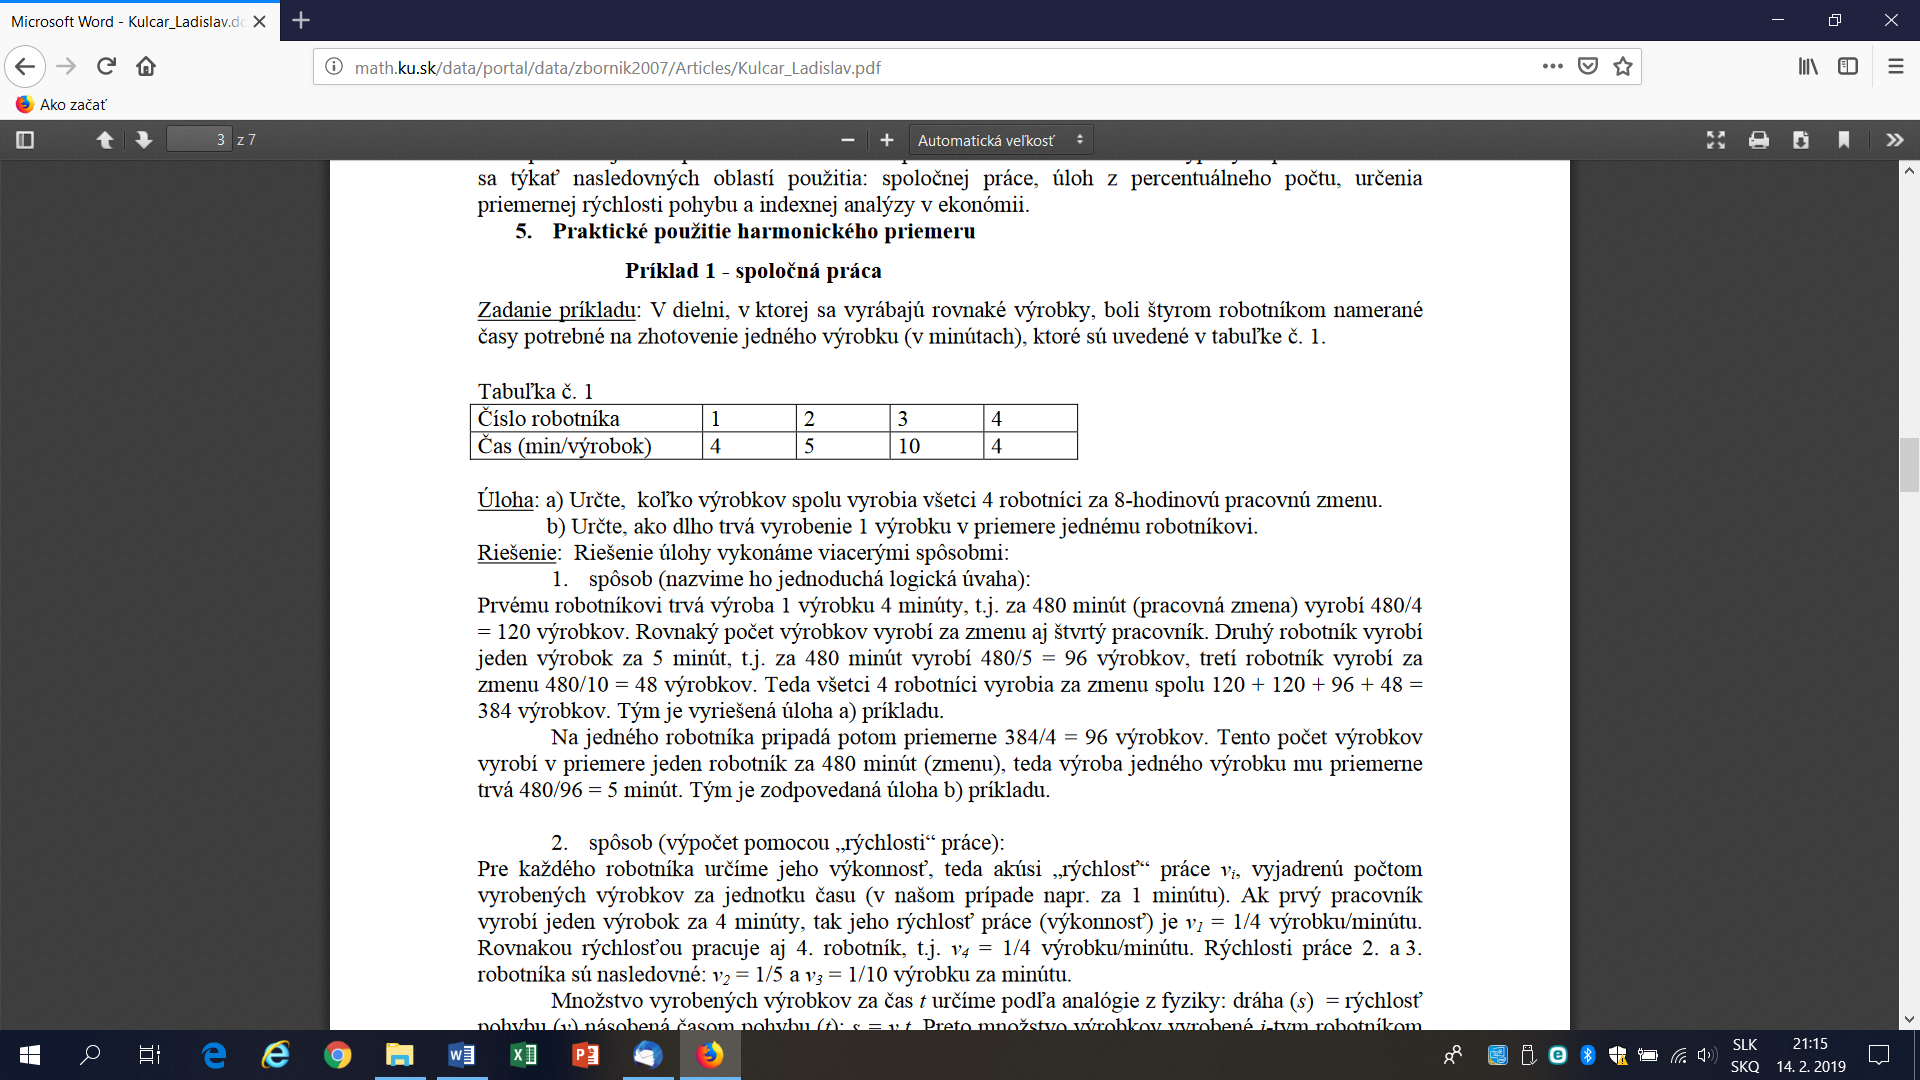 Microsoft Word - Kulcar_Ladislav.do
math.ku.sk/data/portal/data/zbornik2007/Articles/Kulcar_Ladislav.pdf
Ako začať
3 z 7
Automatická veľkosť
sa týkať nasledovných oblastí použitia: spoločnej práce, úloh z percentuálneho počtu, určenia
priemernej rýchlosti pohybu a indexnej analýzy v ekonómii.
5. Praktické použitie harmonického priemeru
Príklad 1 - spoločná práca
Zadanie príkladu: V dielni, v ktorej sa vyrábajú rovnaké výrobky, boli štyrom robotníkom namerané
časy potrebné na zhotovenie jedného výrobku (v minútach), ktoré sú uvedené v tabuľke č. 1.
Tabuľka č. 1
Číslo robotníka 1 2 3 4
Čas (min/výrobok) 4 5 10 4
Úloha: a) Určte, koľko výrobkov spolu vyrobia všetci 4 robotníci za 8-hodinovú pracovnú zmenu.
b) Určte, ako dlho trvá vyrobenie 1 výrobku v priemere jednému robotníkovi.
Riešenie: Riešenie úlohy vykonáme viacerými spôsobmi:
1. spôsob (nazvime ho jednoduchá logická úvaha):
Prvému robotníkovi trvá výroba 1 výrobku 4 minúty, t.j. za 480 minút (pracovná zmena) vyrobí 480/4
= 120 výrobkov. Rovnaký počet výrobkov vyrobí za zmenu aj štvrtý pracovník. Druhý robotník vyrobí
jeden výrobok za 5 minút, t.j. za 480 minút vyrobí 480/5 = 96 výrobkov, tretí robotník vyrobí za
zmenu 480/10 = 48 výrobkov. Teda všetci 4 robotníci vyrobia za zmenu spolu 120 + 120 + 96 + 48 =
384 výrobkov. Tým je vyriešená úloha a) príkladu.
Na jedného robotníka pripadá potom priemerne 384/4 = 96 výrobkov. Tento počet výrobkov
vyrobí v priemere jeden robotník za 480 minút (zmenu), teda výroba jedného výrobku mu priemerne
trvá 480/96 = 5 minút. Tým je zodpovedaná úloha b) príkladu.
2. spôsob (výpočet pomocou „rýchlosti“ práce):
Pre každého robotníka určíme jeho výkonnosť, teda akúsi „rýchlosť“ práce vi, vyjadrenú počtom
vyrobených výrobkov za jednotku času (v našom prípade napr. za 1 minútu). Ak prvý pracovník
vyrobí jeden výrobok za 4 minúty, tak jeho rýchlosť práce (výkonnosť) je v1 = 1/4 výrobku/minútu.
Rovnakou rýchlosťou pracuje aj 4. robotník, t.j. v4 = 1/4 výrobku/minútu. Rýchlosti práce 2. a 3.
robotníka sú nasledovné: v2 = 1/5 a v3 = 1/10 výrobku za minútu.
Množstvo vyrobených výrobkov za čas t určíme podľa analógie z fyziky: dráha (s) = rýchlosť
pohybu (v) násobená časom pohybu (t): s = v.t. Preto množstvo výrobkov vyrobené i-tym robotníkom
SLK
SKQ
21:15
14. 2. 2019